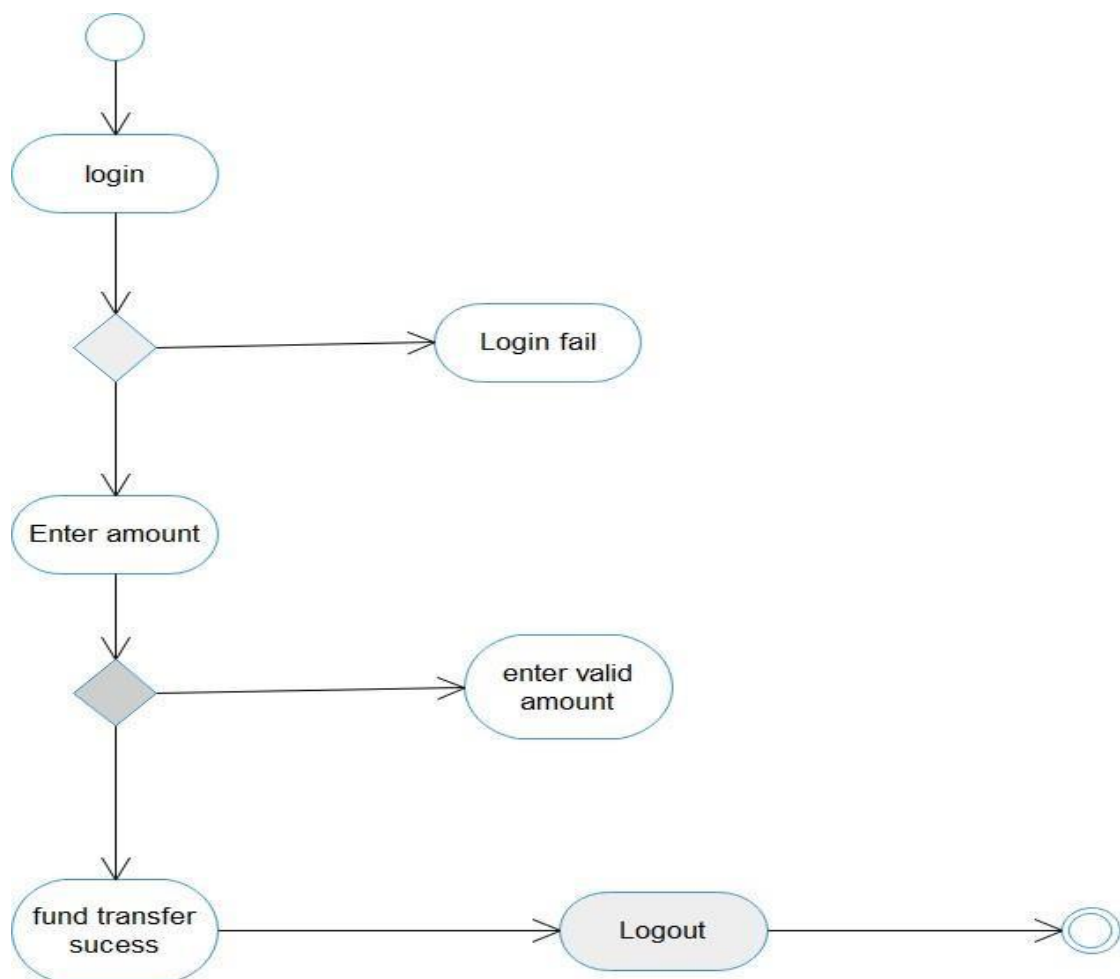 login
Login fail
Enter amount
enter valid
amount
fund transfer
sucess
Logout